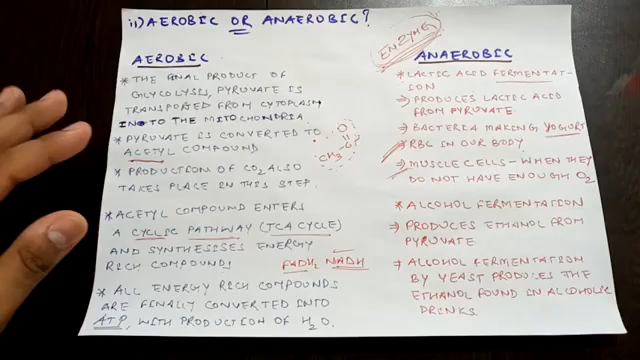 ii) AEROBIC OR ANAEROBIC?
AEROBIC
* THE FINAL PRODUCT OF
GLYCOLYSIS, PYRUVATE IS
TRANSPORTED FROM CYTOPLASM
INTO THE MITOCHONDRIA.
* PYRUVATE IS CONVERTED TO
ACETYL COMPOUND
* PRODUCTION OF CO2 ALSO
TAKES PLACE IN THIS STEP.
* ACETYL COMPOUND ENTERS
A CYCLIC PATHWAY (TCA CYCLE)
AND SYNTHESISES ENERGY
RICH COMPOUNDS FADH2 NADH
* ALL ENERGY RICH COMPOUNDS
ARE FINALLY CONVERTED INTO
ATP, WITH PRODUCTION OF H2O.
O
C
CH3
ENZYME
ANAEROBIC
* LACTIC ACID FERMENTAT-
ION
→ PRODUCES LACTIC ACID
FROM PYRUVATE
→ BACTERIA MAKING YOGURT
→ RBC IN OUR BODY
→ MUSCLE CELLS - WHEN THEY
DO NOT HAVE ENOUGH O2
* ALCOHOL FERMENTATION
→ PRODUCES ETHANOL FROM
PYRUVATE
→ ALCOHOL FERMENTATION
BY YEAST PRODUCES THE
ETHANOL FOUND IN ALCOHOLIC
DRINKS.